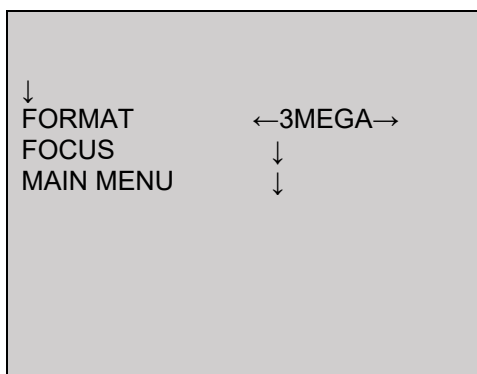 ↓
FORMAT ←3MEGA→
FOCUS ↓
MAIN MENU ↓